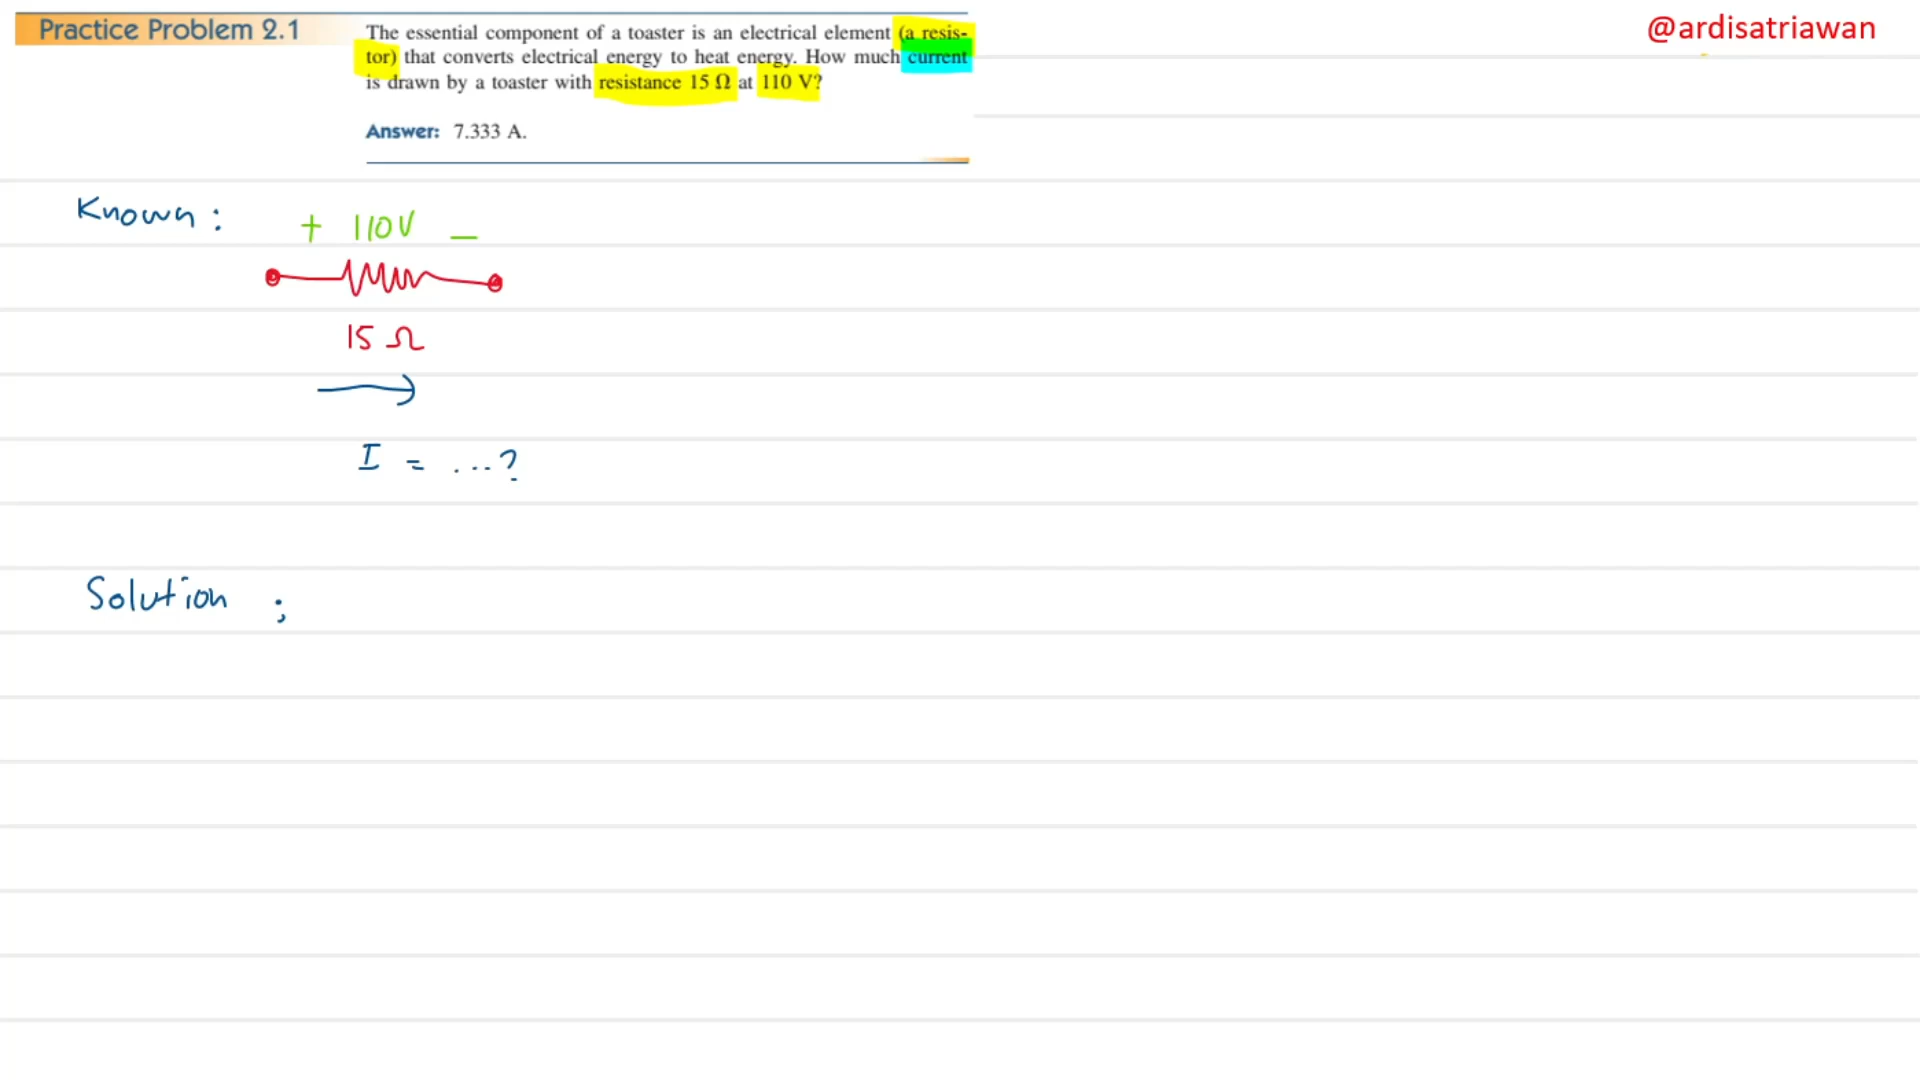 Practice Problem 2.1
@ardisatriawan
The essential component of a toaster is an electrical element (a resis-
tor) that converts electrical energy to heat energy. How much current
is drawn by a toaster with resistance 15 Ω at 110 V?
Answer: 7.333 A.
Known :
+ 110V −
15 Ω
I = ...?
Solution ;